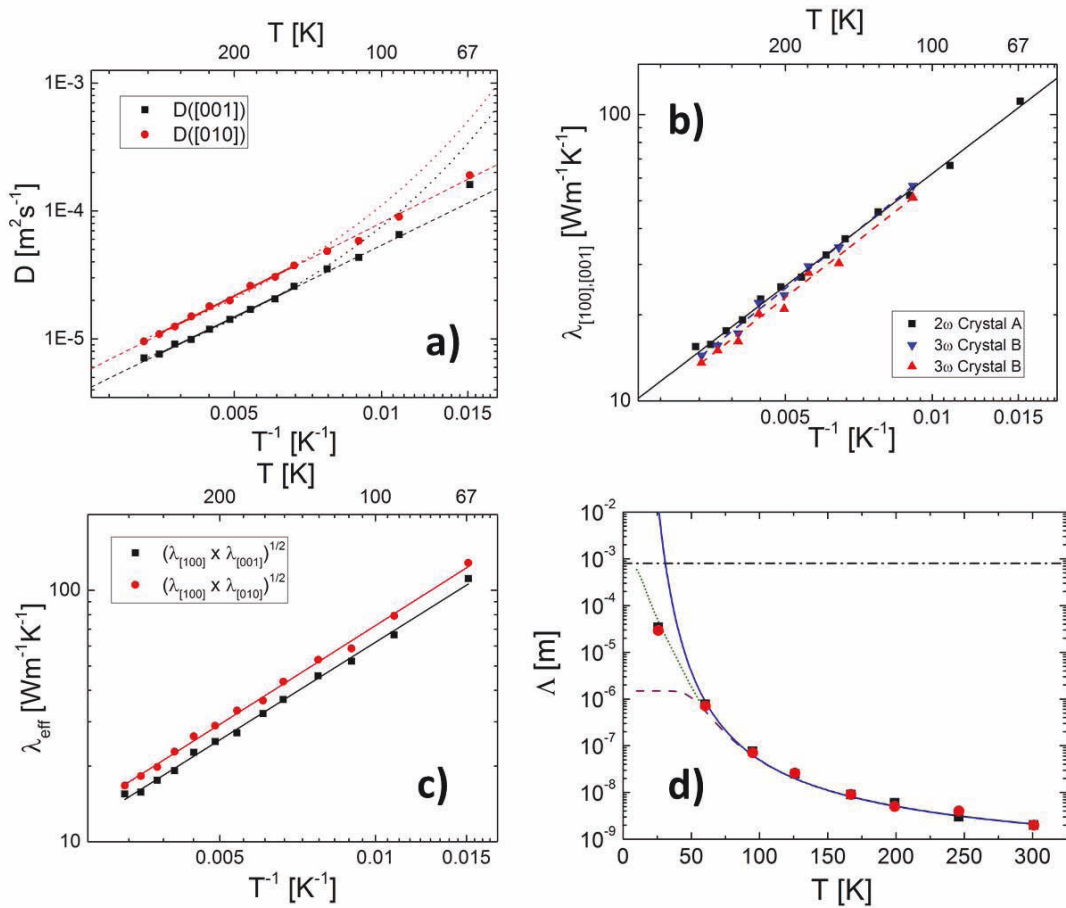 T [K]
200 100 67
1E-3
1E-4
1E-5
D [m²s⁻¹]
D([001])
D([010])
a)
0.005 0.01 0.015
T⁻¹ [K⁻¹]
T [K]
200 100 67
100
10
λ[100],[001] [Wm⁻¹K⁻¹]
b)
2ω Crystal A
3ω Crystal B
3ω Crystal B
0.005 0.01 0.015
T⁻¹ [K⁻¹]
T [K]
200 100 67
100
10
λeff [Wm⁻¹K⁻¹]
(λ[100] x λ[001])^1/2
(λ[100] x λ[010])^1/2
c)
0.005 0.01 0.015
T⁻¹ [K⁻¹]
10⁻²
10⁻³
10⁻⁴
10⁻⁵
10⁻⁶
10⁻⁷
10⁻⁸
10⁻⁹
Λ [m]
d)
0 50 100 150 200 250 300
T [K]